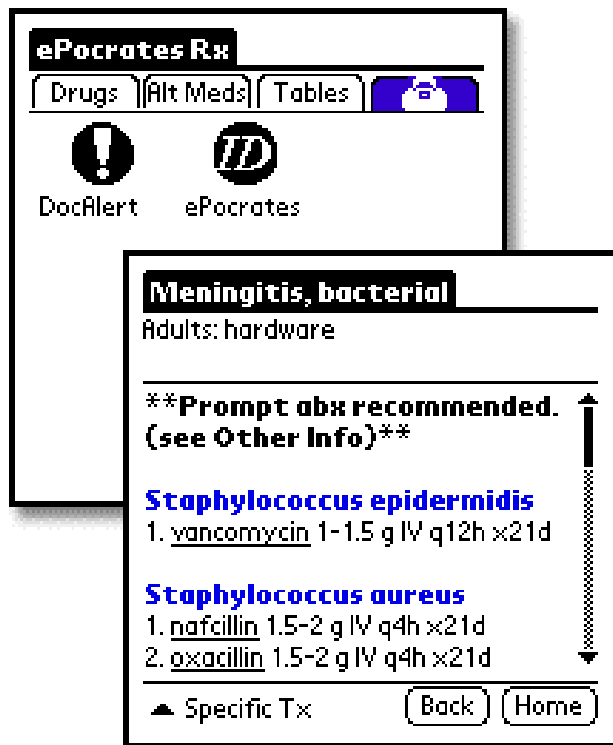 ePocrates Rx
Drugs Alt Meds Tables
DocAlert ePocrates
ID
Meningitis, bacterial
Adults: hardware
**Prompt abx recommended.
(see Other Info)**
Staphylococcus epidermidis
1. vancomycin 1-1.5 g IV q12h x21d
Staphylococcus aureus
1. nafcillin 1.5-2 g IV q4h x21d
2. oxacillin 1.5-2 g IV q4h x21d
Specific Tx Back Home